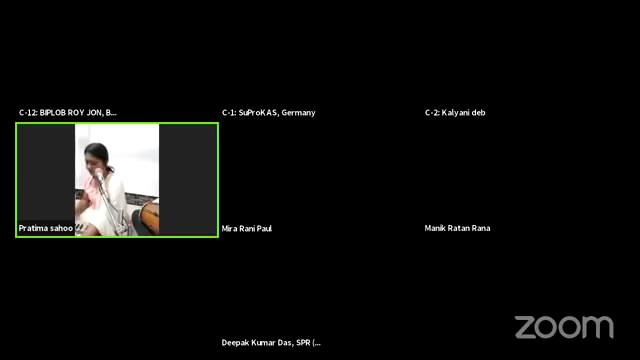 C-12: BIPLOB ROY JON, B...
C-1: SuProKAS, Germany
C-2: Kalyani deb
Pratima sahoo
Mira Rani Paul
Manik Ratan Rana
Deepak Kumar Das, SPR (...
zoom